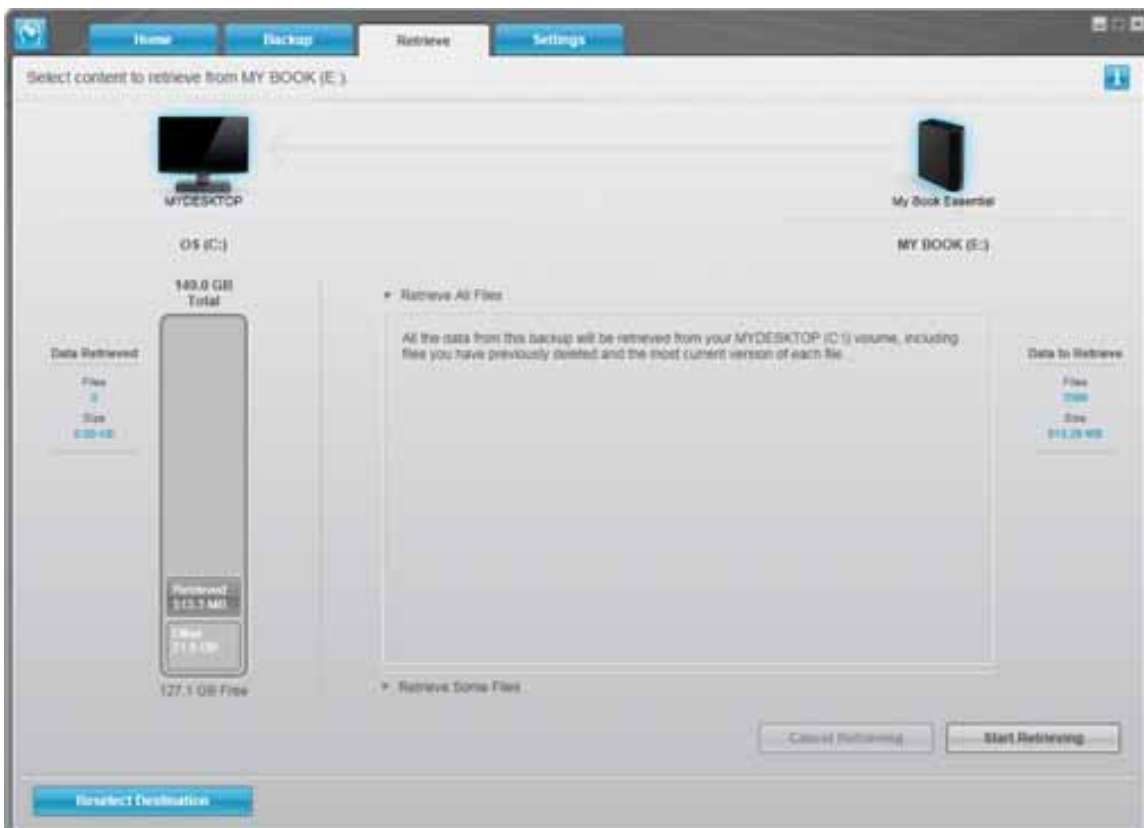 Home
Backup
Retrieve
Settings
Select content to retrieve from MY BOOK (E:)
MYDESKTOP
My Book Essential
OS (C:)
MY BOOK (E:)
Total
Retrieve All Files
All the data from this backup will be retrieved from your MYDESKTOP (C:\) volume, including
files you have previously deleted and the most current version of each file.
Data Retrieved
Files
0
Size
Data to Retrieve
Files
Size
Retrieved
Other
127.1 GB Free
Retrieve Some Files
Cancel Retrieving
Start Retrieving
Reselect Destination